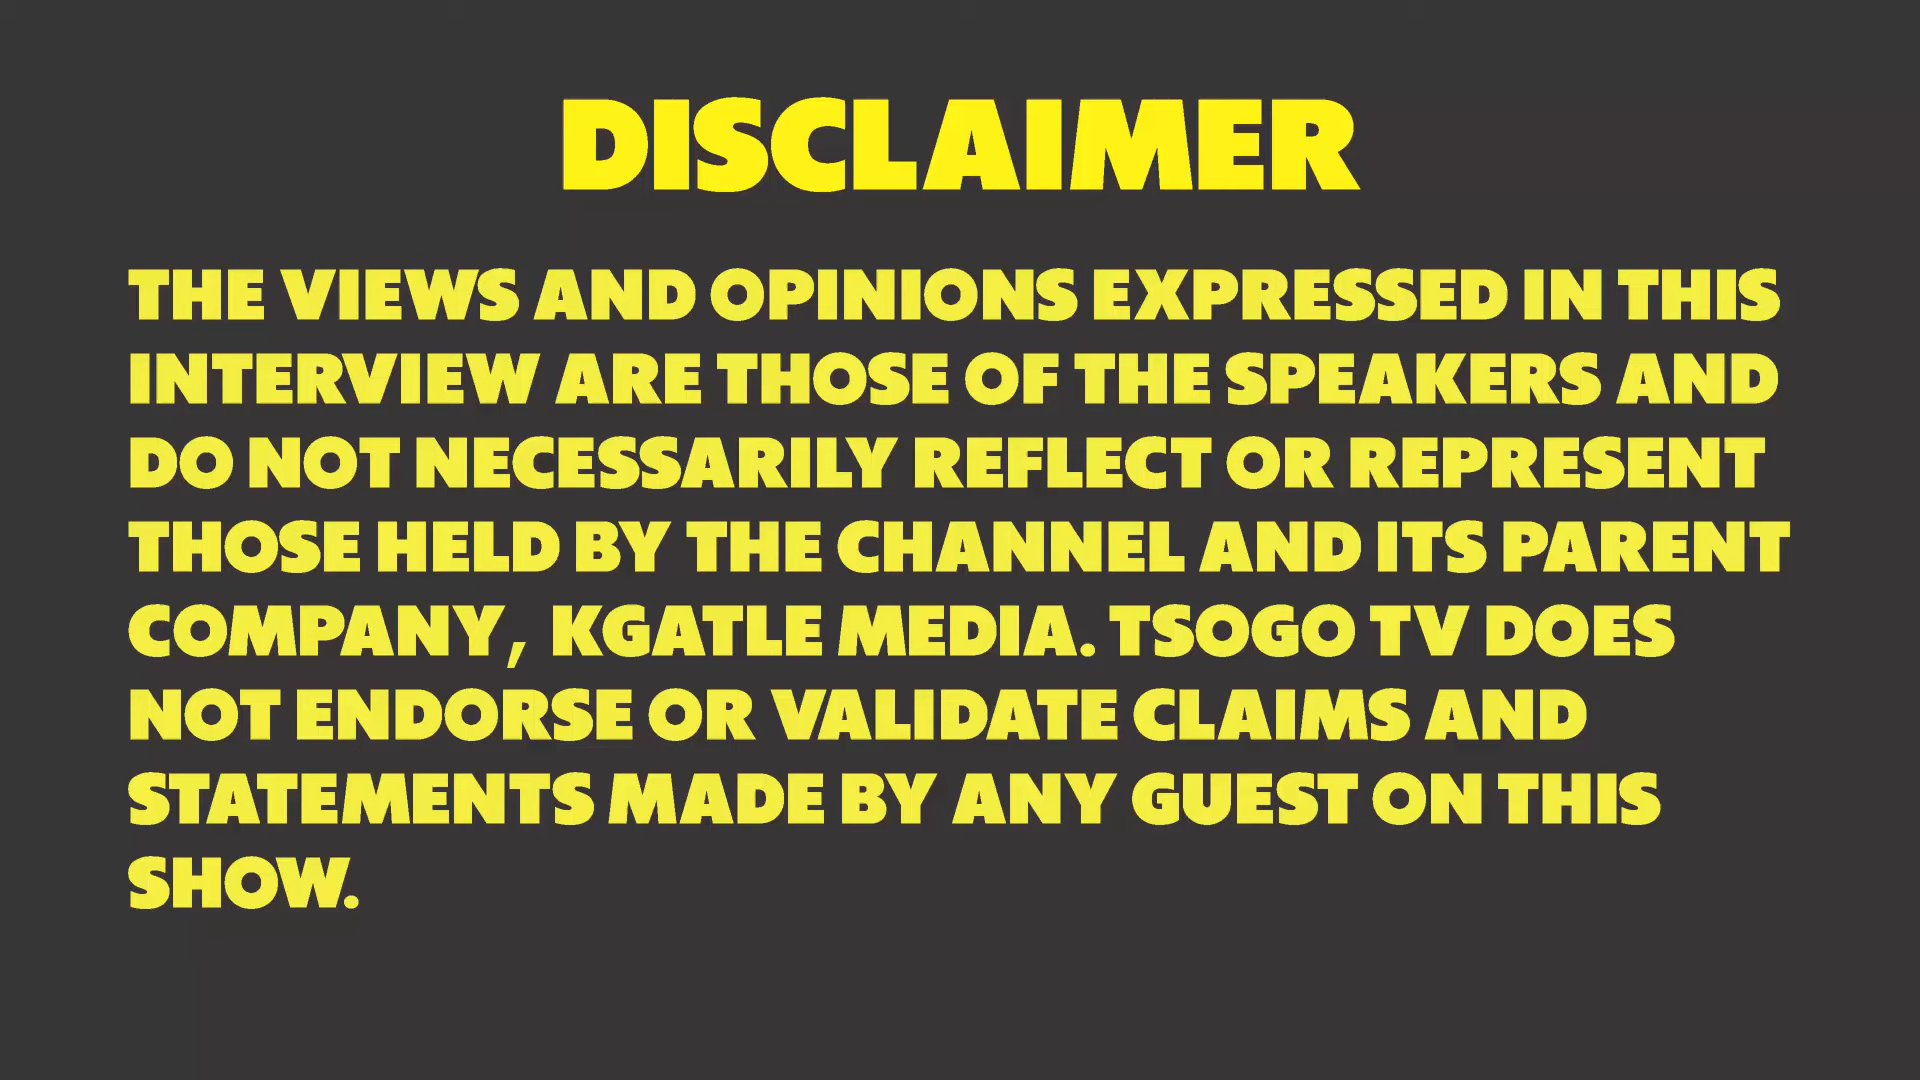 DISCLAIMER
THE VIEWS AND OPINIONS EXPRESSED IN THIS
INTERVIEW ARE THOSE OF THE SPEAKERS AND
DO NOT NECESSARILY REFLECT OR REPRESENT
THOSE HELD BY THE CHANNEL AND ITS PARENT
COMPANY, KGATLE MEDIA. TSOGO TV DOES
NOT ENDORSE OR VALIDATE CLAIMS AND
STATEMENTS MADE BY ANY GUEST ON THIS
SHOW.